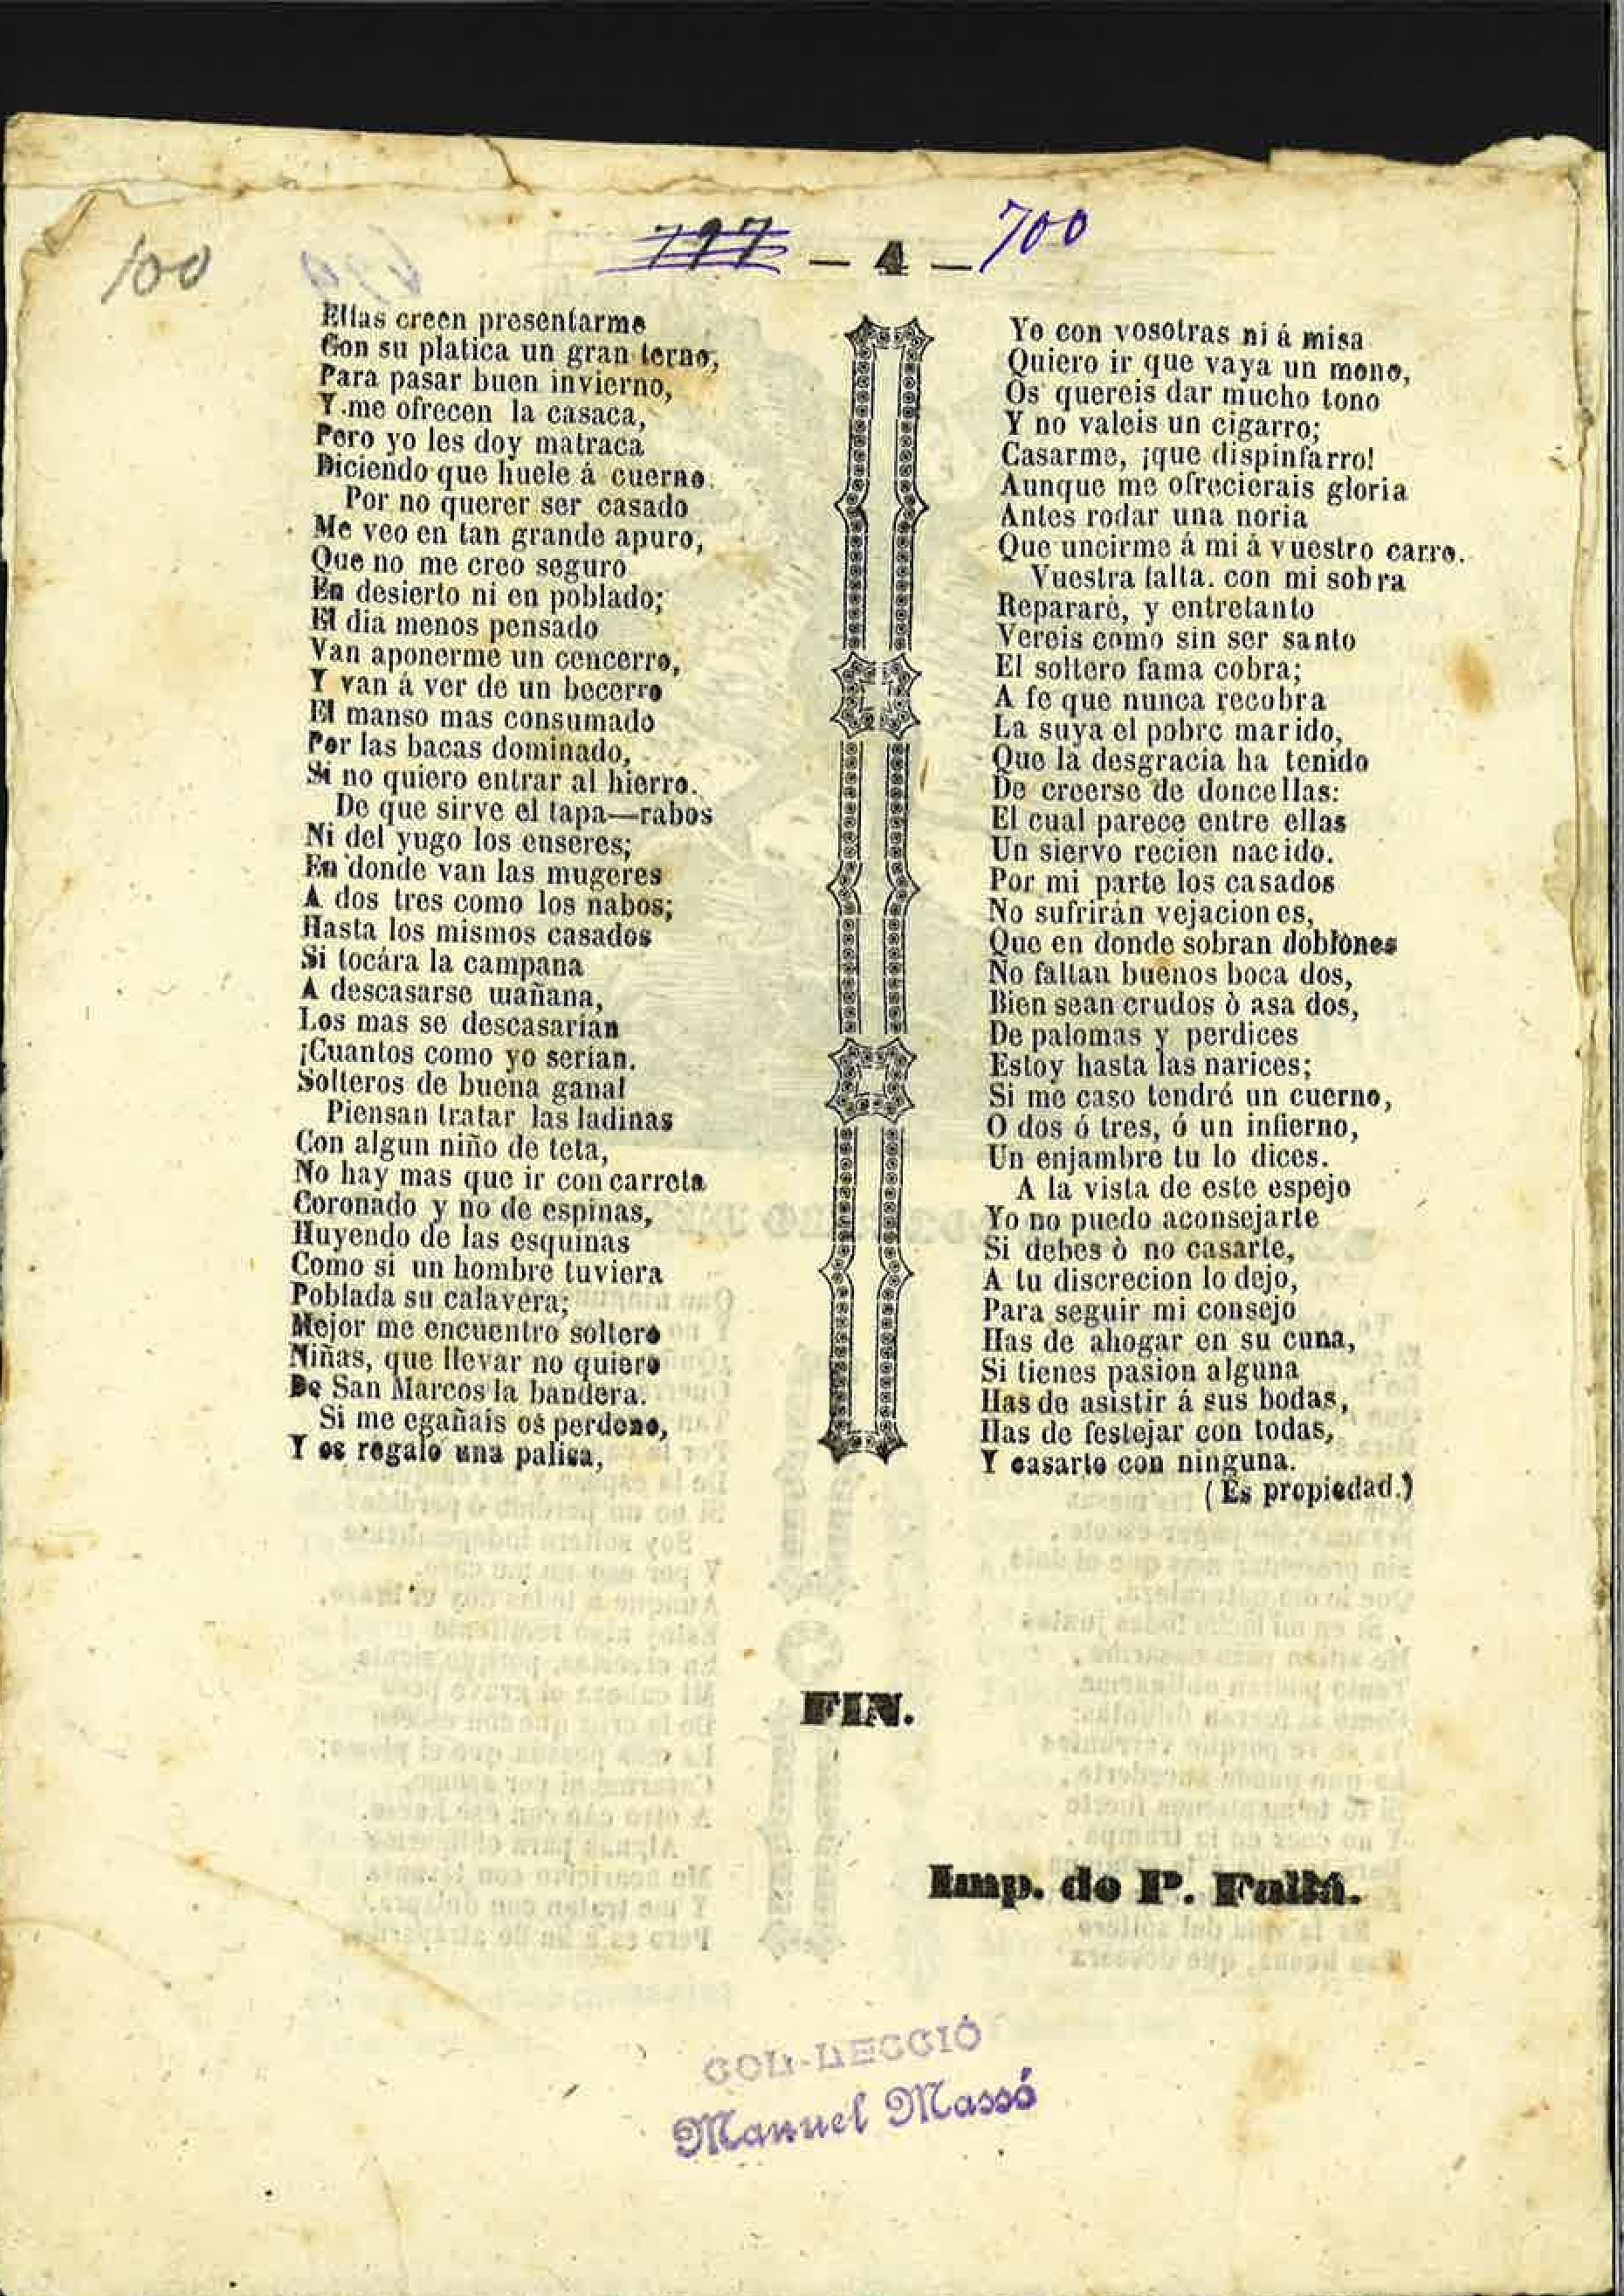 100
797
— 4 —
700
Ellas creen presentarme
Con su platica un gran terno,
Para pasar buen invierno,
Y me ofrecen la casaca,
Pero yo les doy matraca
Diciendo que huele á cuerno.
Por no querer ser casado
Me veo en tan grande apuro,
Que no me creo seguro
En desierto ni en poblado;
El dia menos pensado
Van aponerme un cencerro,
Y van á ver de un becerro
El manso mas consumado
Por las bacas dominado,
Si no quiero entrar al hierro.
De que sirve el tapa—rabos
Ni del yugo los enseres;
En donde van las mugeres
A dos tres como los nabos;
Hasta los mismos casados
Si tocára la campana
A descasarse mañana,
Los mas se descasarian
¡Cuantos como yo serian.
Solteros de buena gana!
Piensan tratar las ladinas
Con algun niño de teta,
No hay mas que ir con carreta
Coronado y no de espinas,
Huyendo de las esquinas
Como si un hombre tuviera
Poblada su calavera;
Mejor me encuentro soltero
Niñas, que llevar no quiero
De San Marcos la bandera.
Si me egañais os perdono,
Y os regalo una paliza,
Yo con vosotras ni á misa
Quiero ir que vaya un mono,
Os quereis dar mucho tono
Y no valeis un cigarro;
Casarme, ¡que dispinfarro!
Aunque me ofrecierais gloria
Antes rodar una noria
Que uncirme á mi á vuestro carro.
Vuestra falta. con mi sobra
Repararé, y entretanto
Vereis como sin ser santo
El soltero fama cobra;
A fe que nunca recobra
La suya el pobre marido,
Que la desgracia ha tenido
De creerse de doncellas:
El cual parece entre ellas
Un siervo recien nacido.
Por mi parte los casados
No sufrirán vejaciones,
Que en donde sobran doblones
No faltan buenos boca dos,
Bien sean crudos ò asa dos,
De palomas y perdices
Estoy hasta las narices;
Si me caso tendré un cuerno,
O dos ó tres, ó un infierno,
Un enjambre tu lo dices.
A la vista de este espejo
Yo no puedo aconsejarte
Si debes ò no casarte,
A tu discrecion lo dejo,
Para seguir mi consejo
Has de ahogar en su cuna,
Si tienes pasion alguna
Has de asistir á sus bodas,
Has de festejar con todas,
Y casarte con ninguna.
(Es propiedad.)
FIN.
Imp. de P. Fullá.
COL·LECCIÓ
Manuel Massó